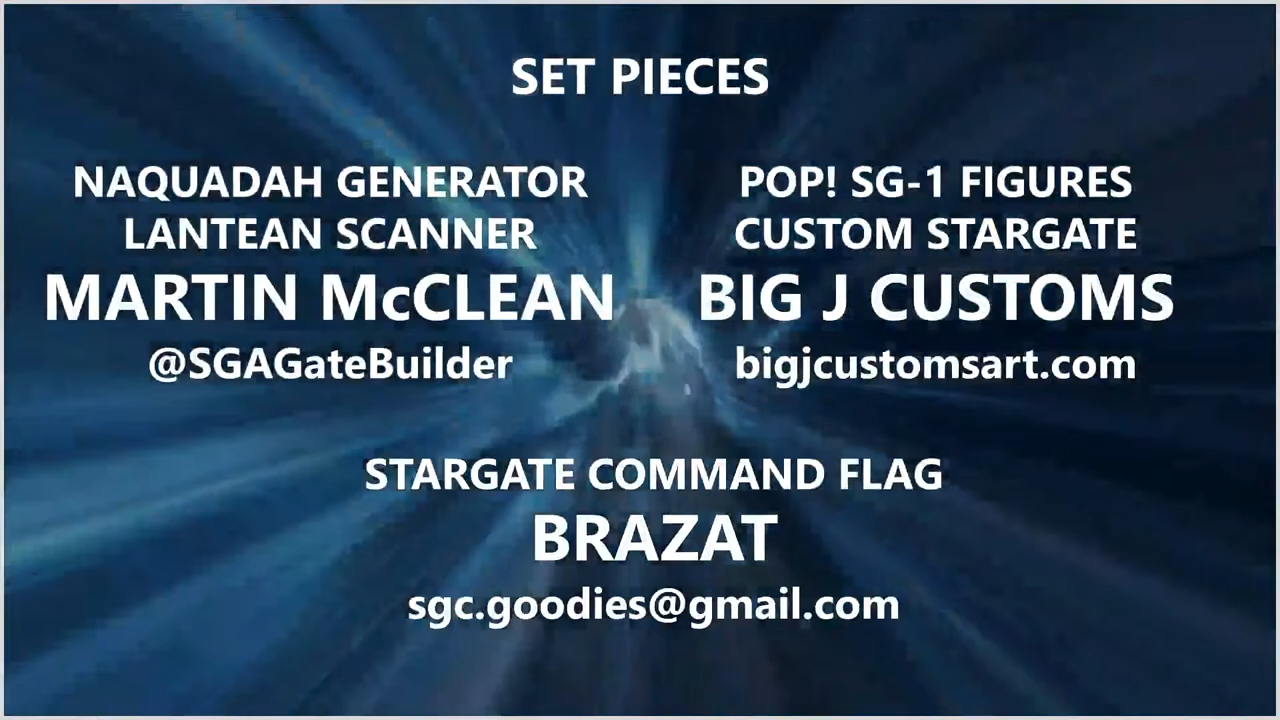 SET PIECES
NAQUADAH GENERATOR
LANTEAN SCANNER
MARTIN McCLEAN
@SGAGateBuilder
POP! SG-1 FIGURES
CUSTOM STARGATE
BIG J CUSTOMS
bigjcustomsart.com
STARGATE COMMAND FLAG
BRAZAT
sgc.goodies@gmail.com